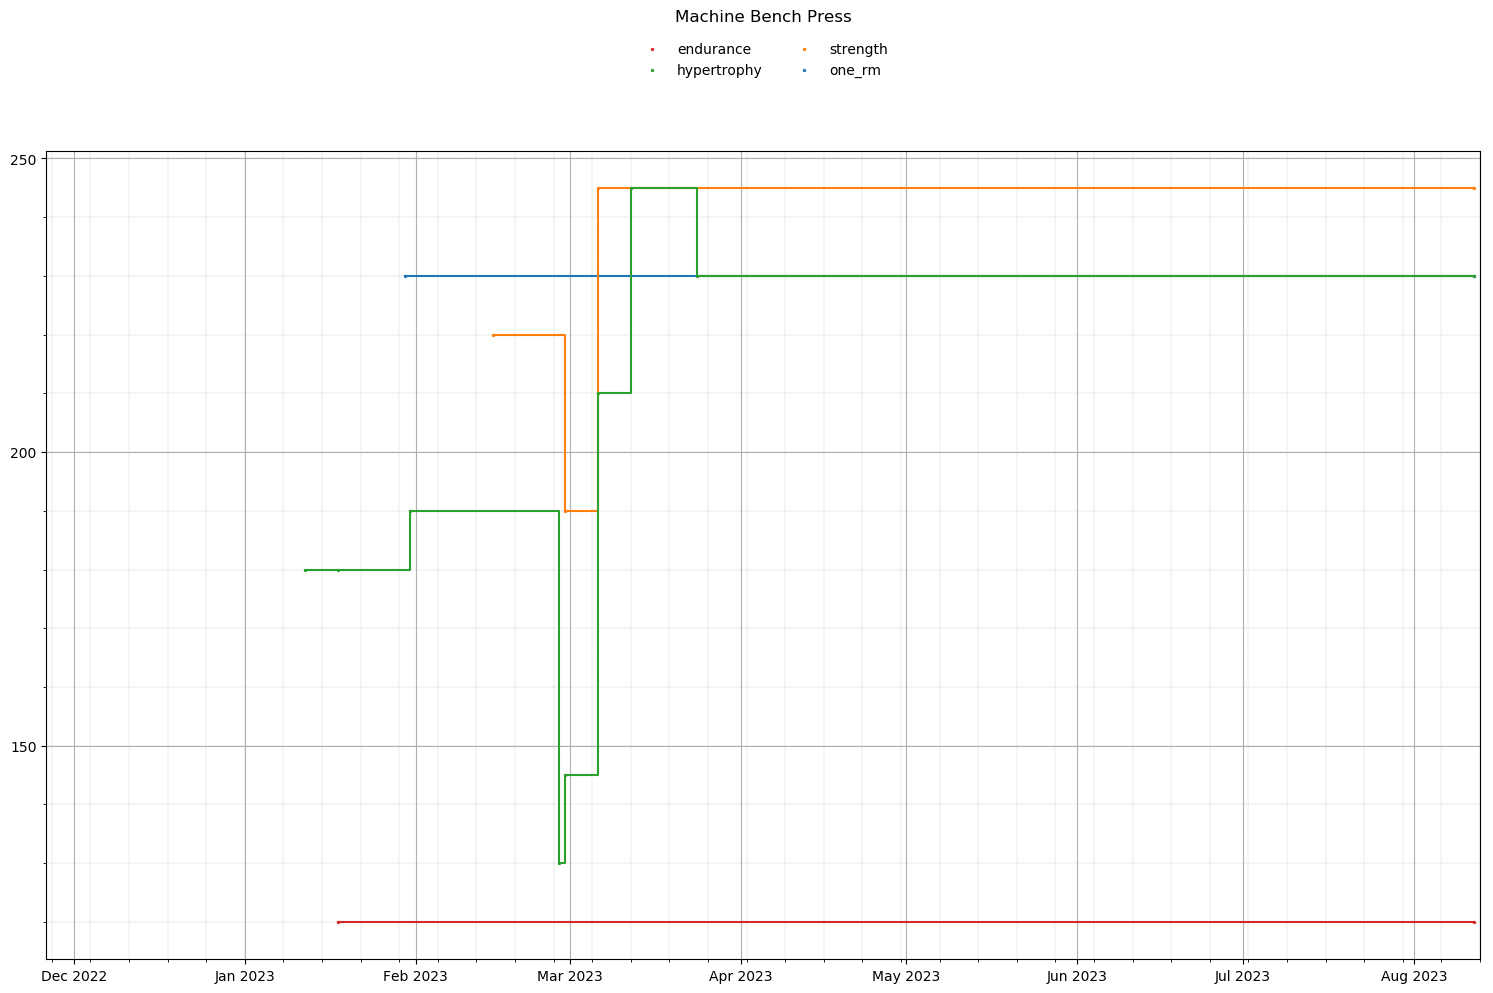 Machine Bench Press
endurance strength
hypertrophy one_rm
250
200
150
Dec 2022 Jan 2023 Feb 2023 Mar 2023 Apr 2023 May 2023 Jun 2023 Jul 2023 Aug 2023